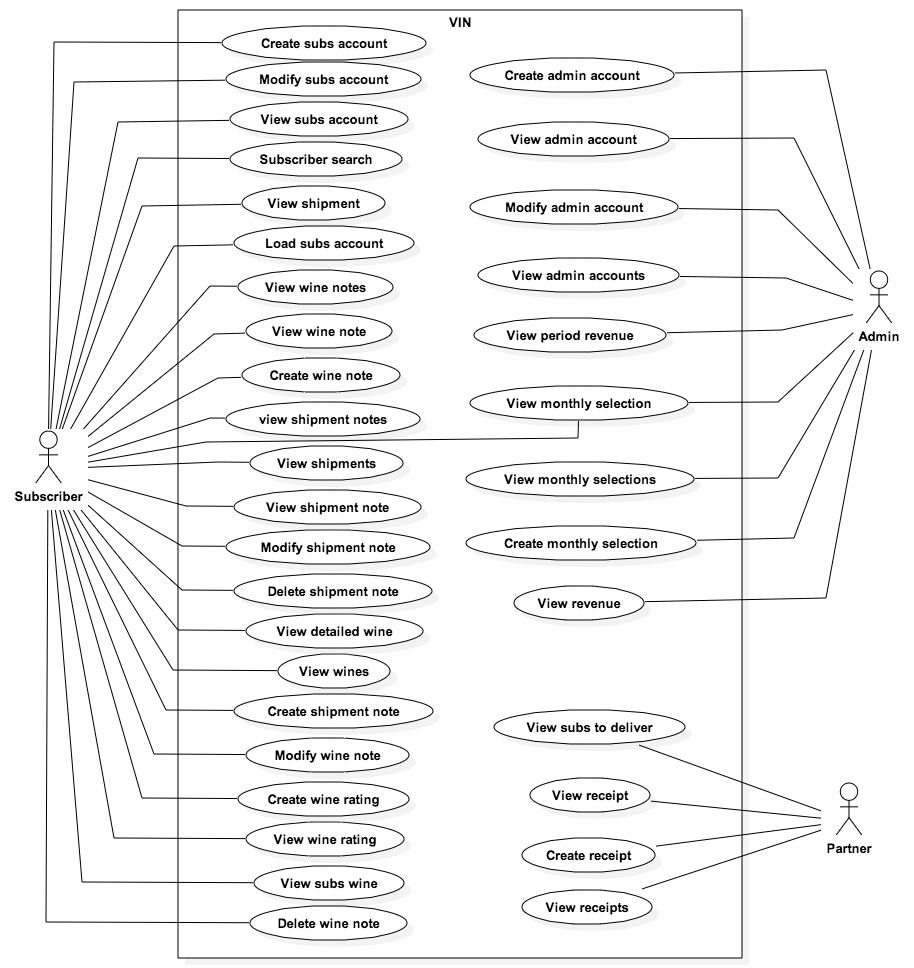 VIN
Create subs account
Modify subs account
View subs account
Subscriber search
View shipment
Load subs account
View wine notes
View wine note
Create wine note
view shipment notes
View shipments
View shipment note
Modify shipment note
Delete shipment note
View detailed wine
View wines
Create shipment note
Modify wine note
Create wine rating
View wine rating
View subs wine
Delete wine note
Subscriber
Create admin account
View admin account
Modify admin account
View admin accounts
View period revenue
View monthly selection
View monthly selections
Create monthly selection
View revenue
Admin
View subs to deliver
View receipt
Create receipt
View receipts
Partner